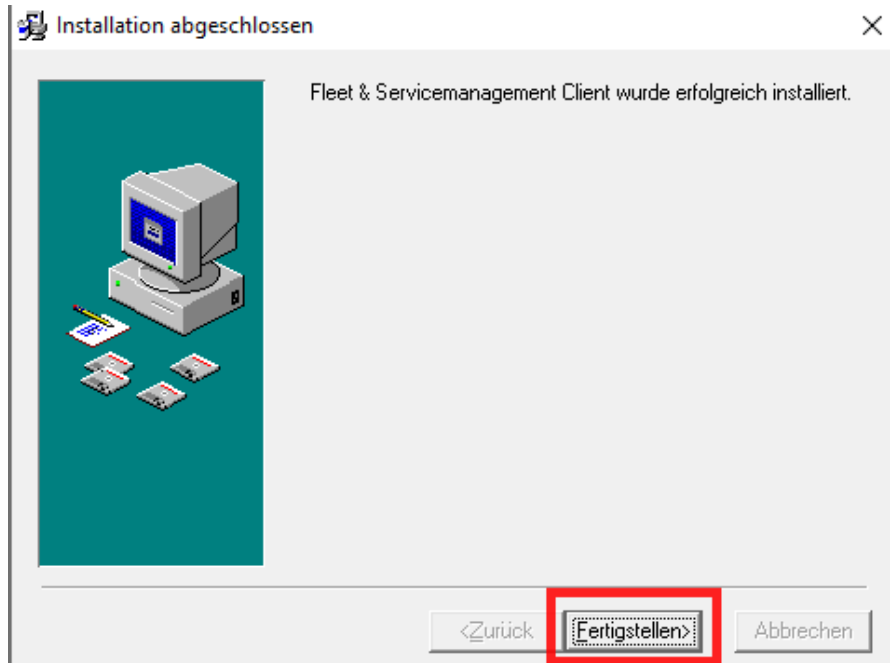 Installation abgeschlossen
Fleet & Servicemanagement Client wurde erfolgreich installiert.
<Zurück Fertigstellen> Abbrechen